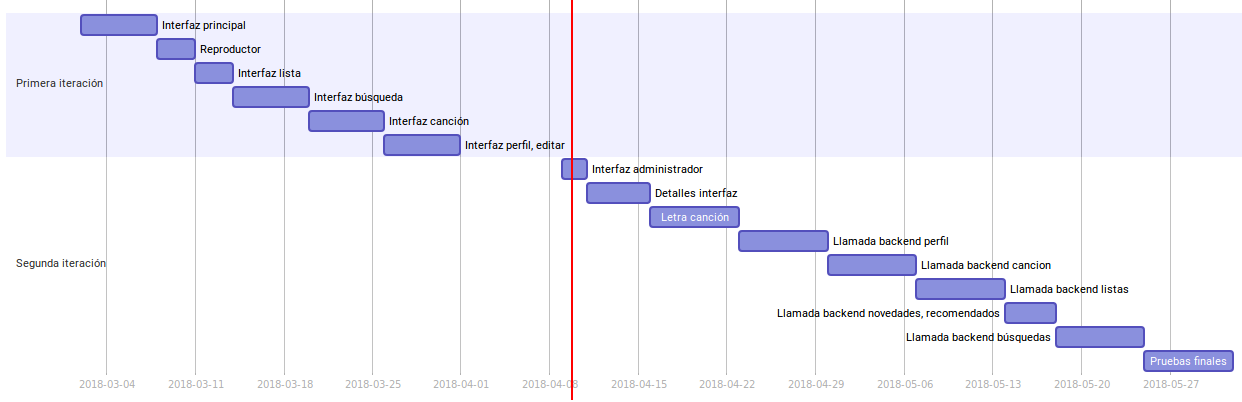 Interfaz principal
Reproductor
Interfaz lista
Primera iteración
Interfaz búsqueda
Interfaz canción
Interfaz perfil, editar
Interfaz administrador
Detalles interfaz
Letra canción
Llamada backend perfil
Segunda iteración
Llamada backend cancion
Llamada backend listas
Llamada backend novedades, recomendados
Llamada backend búsquedas
Pruebas finales
2018-03-04 2018-03-11 2018-03-18 2018-03-25 2018-04-01 2018-04-08 2018-04-15 2018-04-22 2018-04-29 2018-05-06 2018-05-13 2018-05-20 2018-05-27